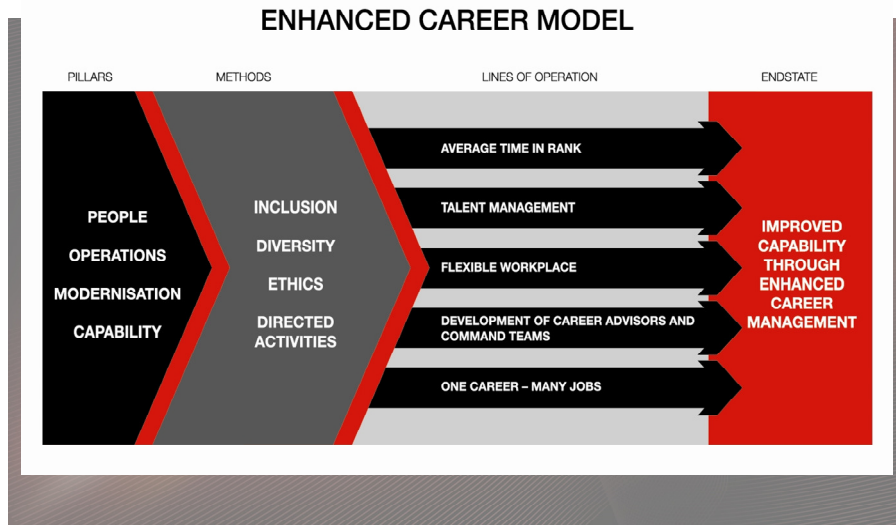 ENHANCED CAREER MODEL
PILLARS
METHODS
LINES OF OPERATION
ENDSTATE
PEOPLE
OPERATIONS
MODERNISATION
CAPABILITY
INCLUSION
DIVERSITY
ETHICS
DIRECTED
ACTIVITIES
AVERAGE TIME IN RANK
TALENT MANAGEMENT
FLEXIBLE WORKPLACE
DEVELOPMENT OF CAREER ADVISORS AND
COMMAND TEAMS
ONE CAREER – MANY JOBS
IMPROVED
CAPABILITY
THROUGH
ENHANCED
CAREER
MANAGEMENT